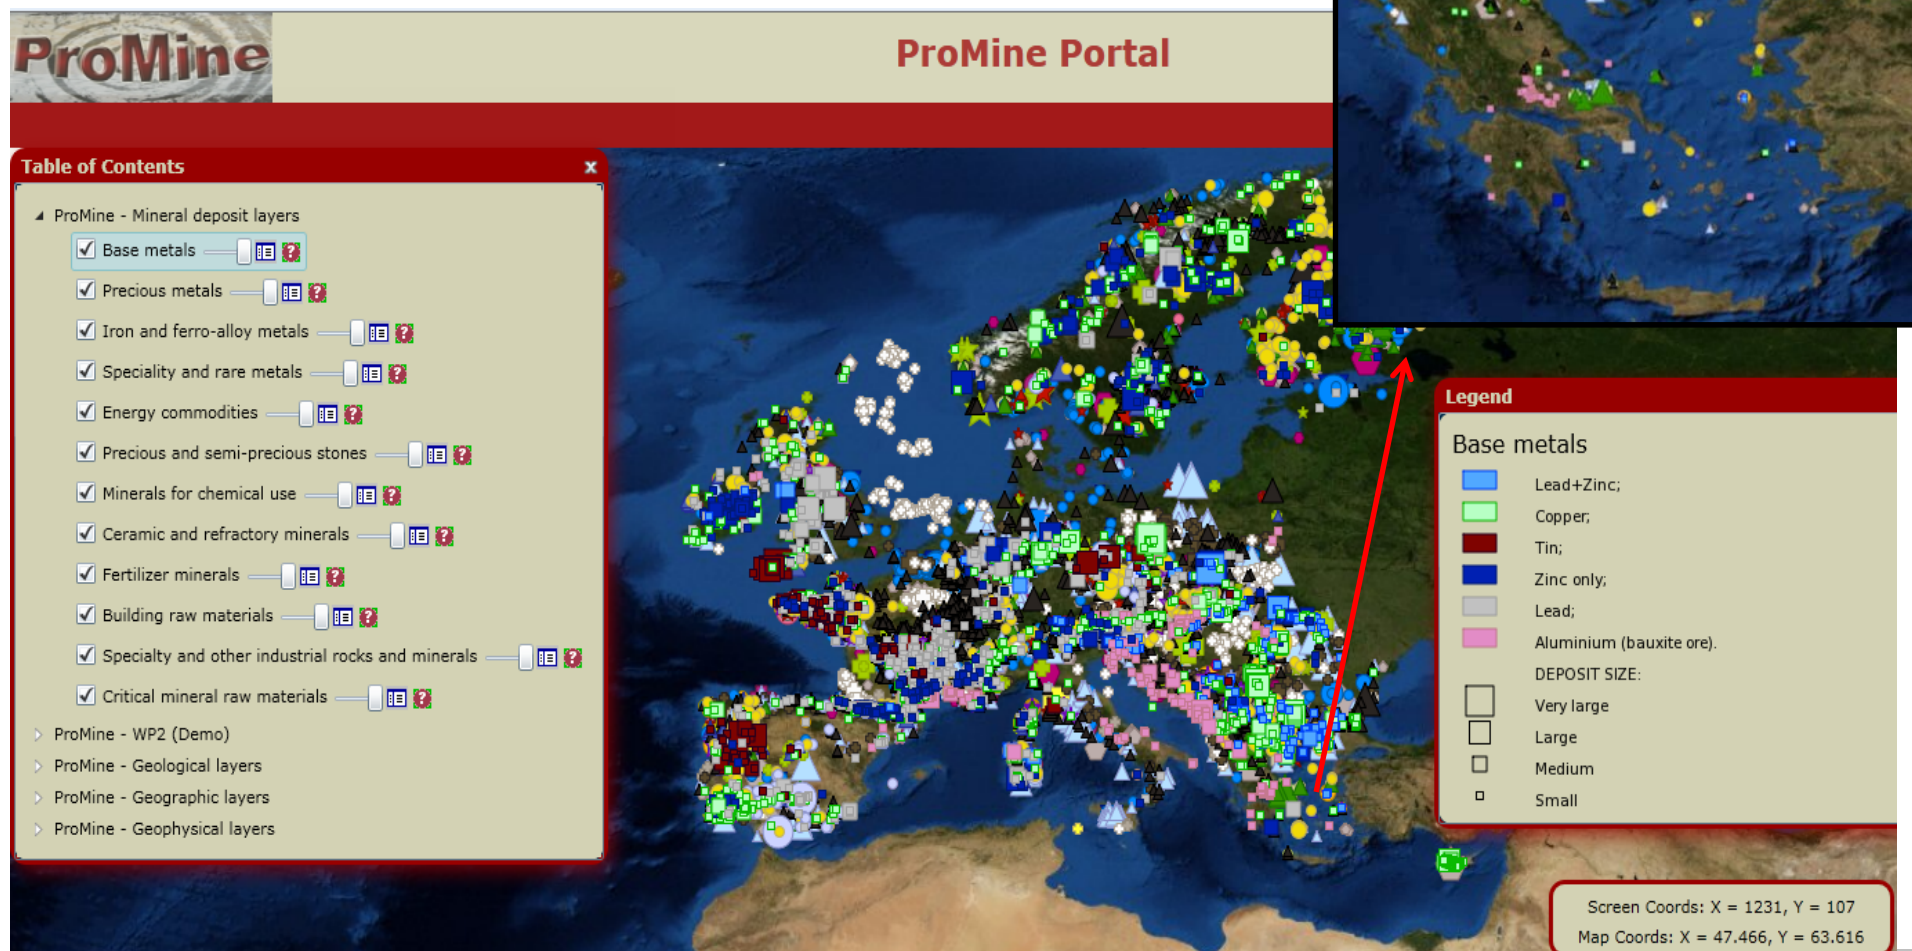 ProMine
ProMine Portal
Table of Contents
x
ProMine - Mineral deposit layers
Base metals
Precious metals
Iron and ferro-alloy metals
Speciality and rare metals
Energy commodities
Precious and semi-precious stones
Minerals for chemical use
Ceramic and refractory minerals
Fertilizer minerals
Building raw materials
Specialty and other industrial rocks and minerals
Critical mineral raw materials
ProMine - WP2 (Demo)
ProMine - Geological layers
ProMine - Geographic layers
ProMine - Geophysical layers
Legend
Base metals
Lead+Zinc;
Copper;
Tin;
Zinc only;
Lead;
Aluminium (bauxite ore).
DEPOSIT SIZE:
Very large
Large
Medium
Small
Screen Coords: X = 1231, Y = 107
Map Coords: X = 47.466, Y = 63.616